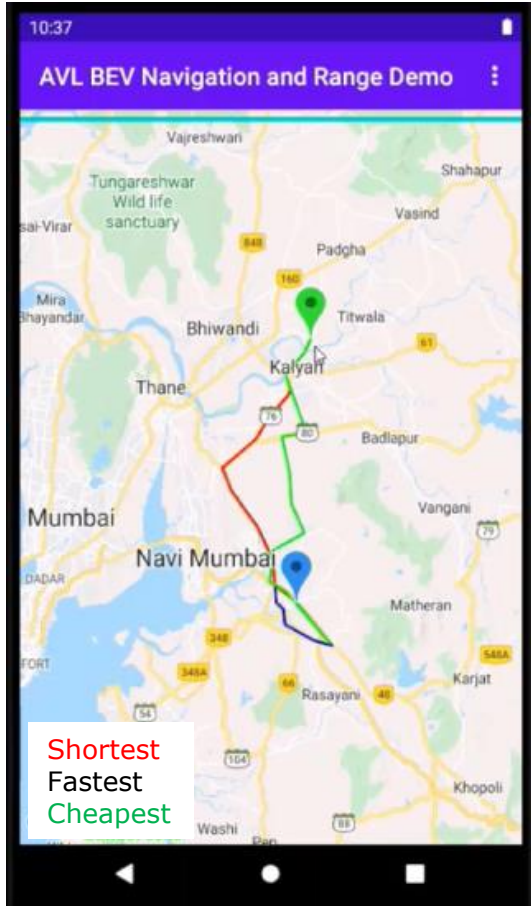 10:37
AVL BEV Navigation and Range Demo
Vajreshwari
Shahapur
Tungareshwar
Wild life
sanctuary
Vasind
sai-Virar
848
Padgha
160
Mira
Bhayandar
Titwala
Bhiwandi
61
Kalyan
Thane
76
80
Badlapur
Mumbai
Vangani
79
Navi Mumbai
DADAR
Matheran
348
548A
FORT
348A
Karjat
66
48
Rasayani
54
Shortest
Fastest
Cheapest
104
Khopoli
Washi
88
Pen